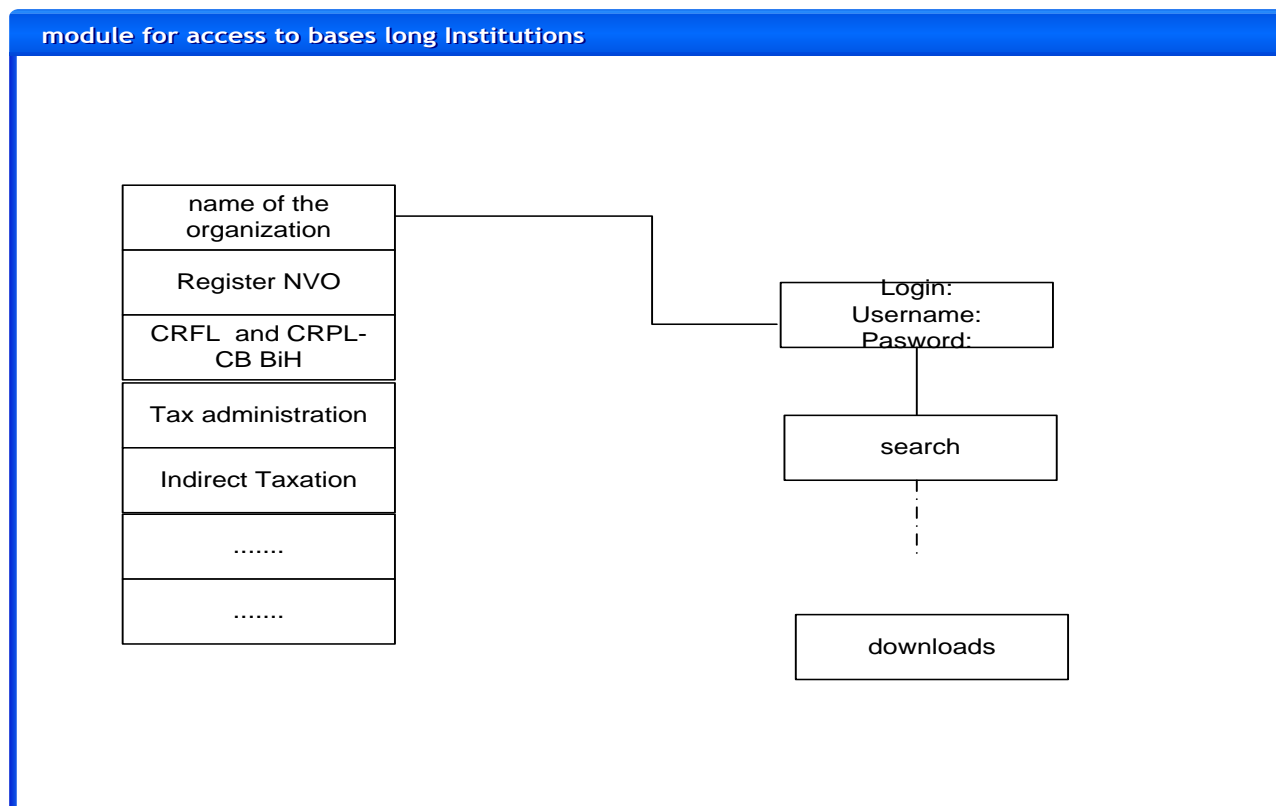 module for access to bases long Institutions
name of the
organization
Register NVO
CRFL and CRPL-
CB BiH
Tax administration
Indirect Taxation
.......
.......
Login:
Username:
Pasword:
search
downloads